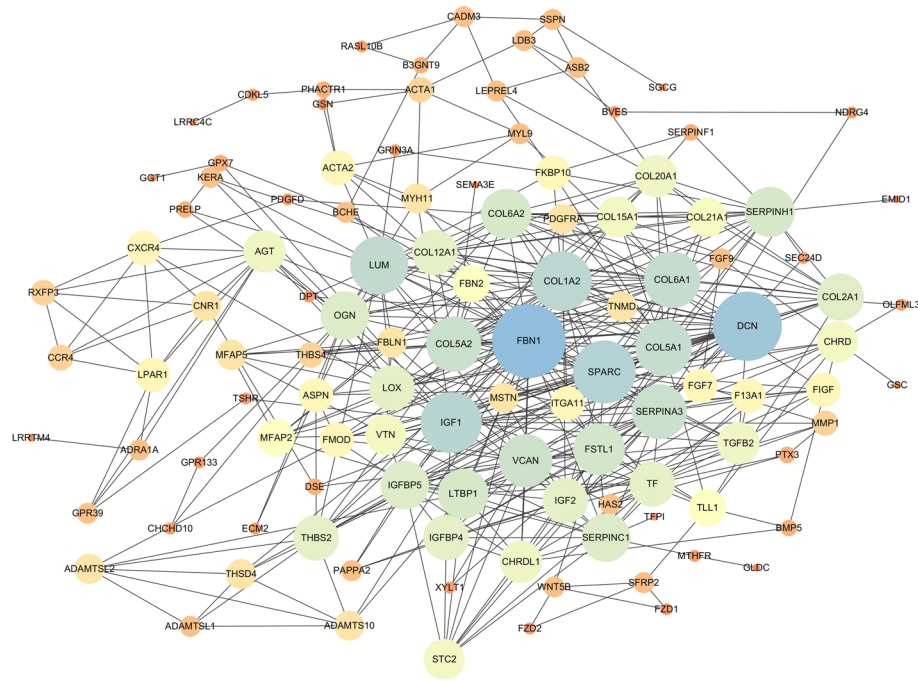 CADM3
SSPN
RASL10B
LDB3
B3GNT9
ASB2
SGCG
CDKL5
PHACTR1
ACTA1
LEPREL4
GSN
BVES
NDRG4
LRRC4C
MYL9
SERPINF1
GRIN3A
GPX7
ACTA2
FKBP10
COL20A1
GGT1
KERA
SEMA3E
PRELP
PDGFD
BCHE
MYH11
COL6A2
PDGFRA
COL15A1
COL21A1
SERPINH1
EMID1
CXCR4
AGT
COL12A1
LUM
FGF9
SEC24D
RXFP3
CNR1
DPT
FBN2
COL1A2
COL6A1
COL2A1
OLFML3
OGN
TNMD
DCN
FBLN1
COL5A2
FBN1
COL5A1
CHRD
CCR4
MFAP5
THBS4
LPAR1
SPARC
GSC
TSHR
ASPN
LOX
MSTN
ITGA11
FGF7
F13A1
FIGF
LRRTM4
MFAP2
FMOD
VTN
IGF1
SERPINA3
MMP1
ADRA1A
FSTL1
TGFB2
GPR133
VCAN
PTX3
DSE
IGFBP5
LTBP1
IGF2
TF
GPR39
HAS2
TLL1
CHCHD10
ECM2
TFPI
BMP5
THBS2
IGFBP4
SERPINC1
ADAMTSL2
THSD4
PAPPA2
CHRDL1
MTHFR
GLDC
XYLT1
WNT5B
SFRP2
FZD1
ADAMTSL1
ADAMTS10
FZD2
STC2